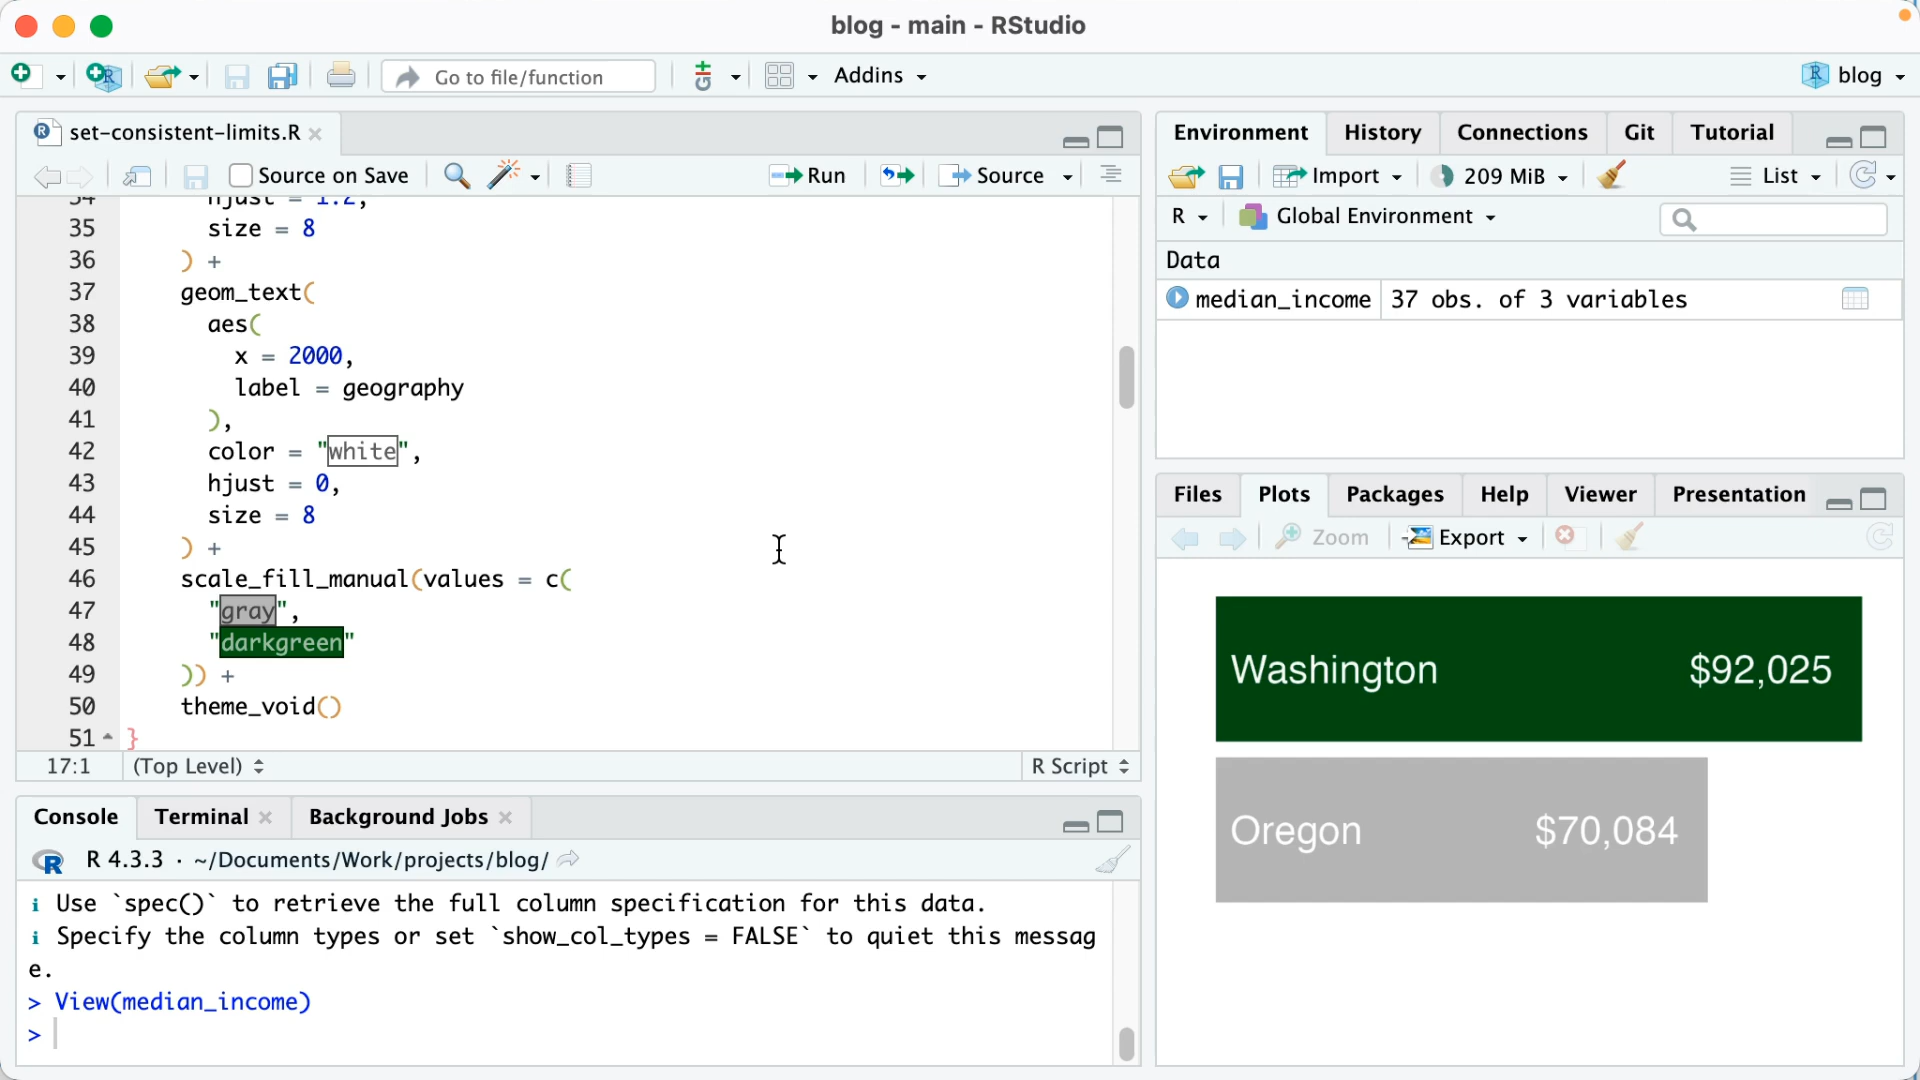 blog - main - RStudio
Go to file/function
Addins
blog
set-consistent-limits.R
Source on Save
Run
Source
34 hjust = 1.2,
35 size = 8
36 ) +
37 geom_text(
38 aes(
39 x = 2000,
40 label = geography
41 ),
42 color = "white",
43 hjust = 0,
44 size = 8
45 ) +
46 scale_fill_manual(values = c(
47 "gray",
48 "darkgreen"
49 )) +
50 theme_void()
51 }
17:1 (Top Level) R Script
Console Terminal Background Jobs
R 4.3.3 · ~/Documents/Work/projects/blog/
i Use `spec()` to retrieve the full column specification for this data.
i Specify the column types or set `show_col_types = FALSE` to quiet this messag
e.
> View(median_income)
>
Environment History Connections Git Tutorial
Import 209 MiB List
R Global Environment
Data
median_income 37 obs. of 3 variables
Files Plots Packages Help Viewer Presentation
Zoom Export
Washington $92,025
Oregon $70,084